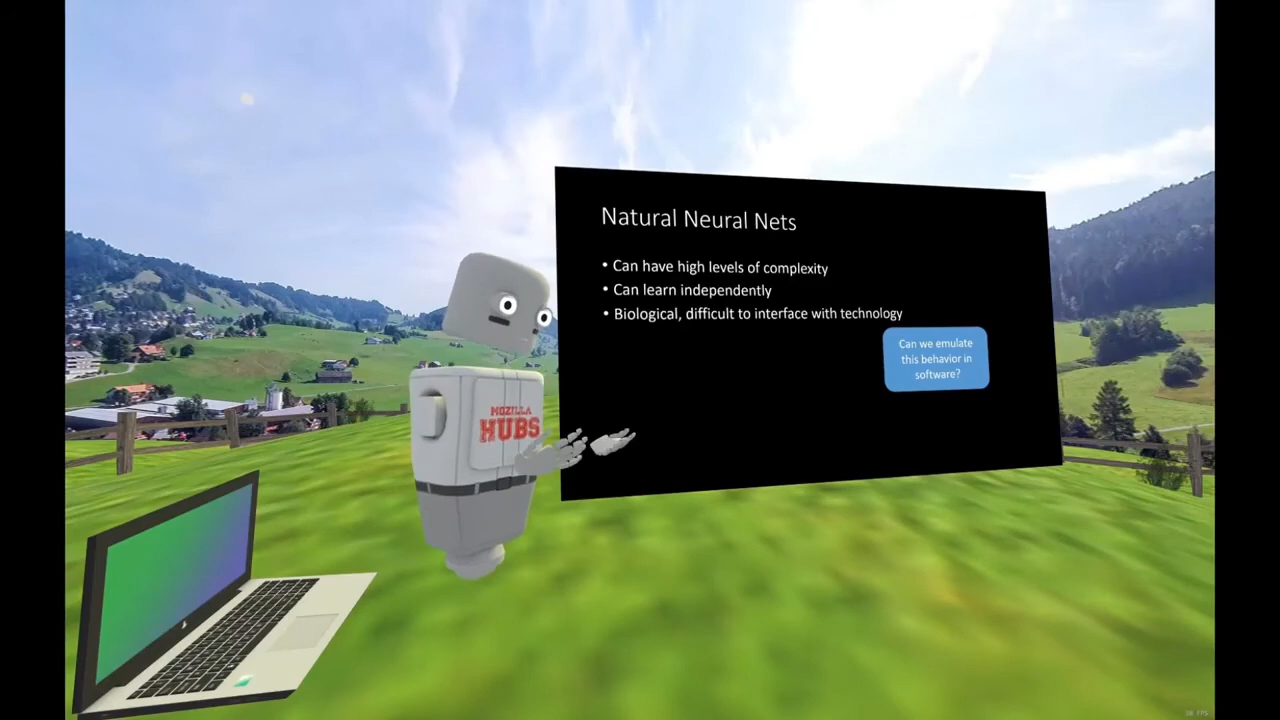 Natural Neural Nets
• Can have high levels of complexity
• Can learn independently
• Biological, difficult to interface with technology
Can we emulate
this behavior in
software?
MOZILLA
HUBS